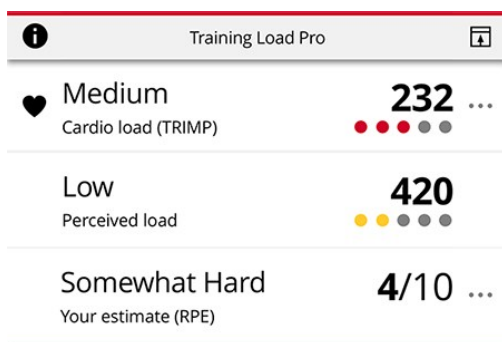 Training Load Pro
Medium 232
Cardio load (TRIMP)
Low 420
Perceived load
Somewhat Hard 4/10
Your estimate (RPE)